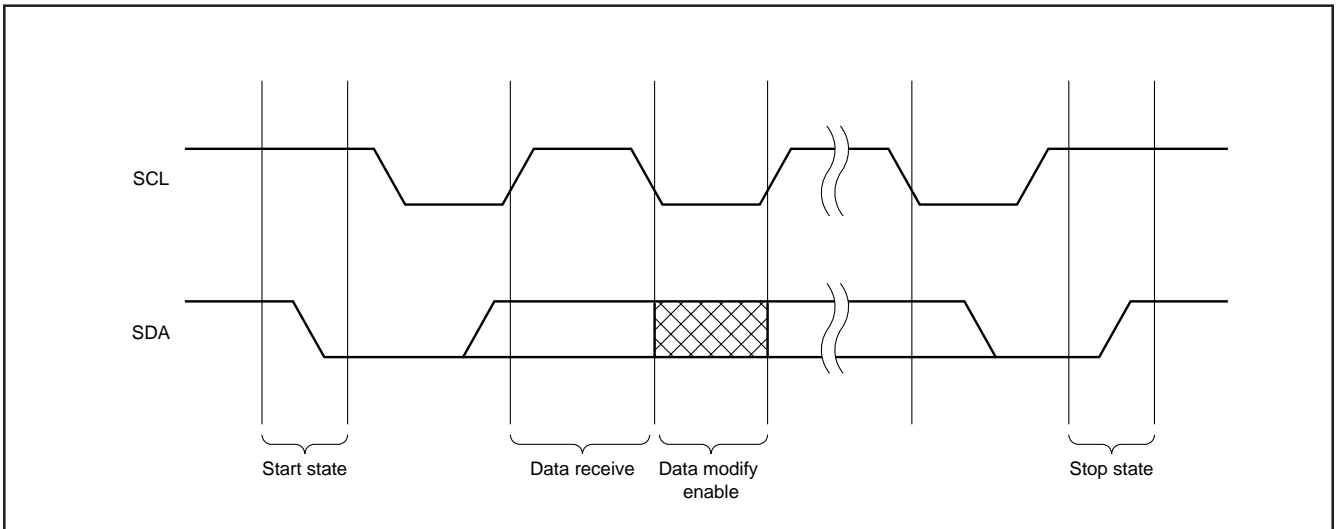 SCL
SDA
Start state
Data receive
Data modify
enable
Stop state